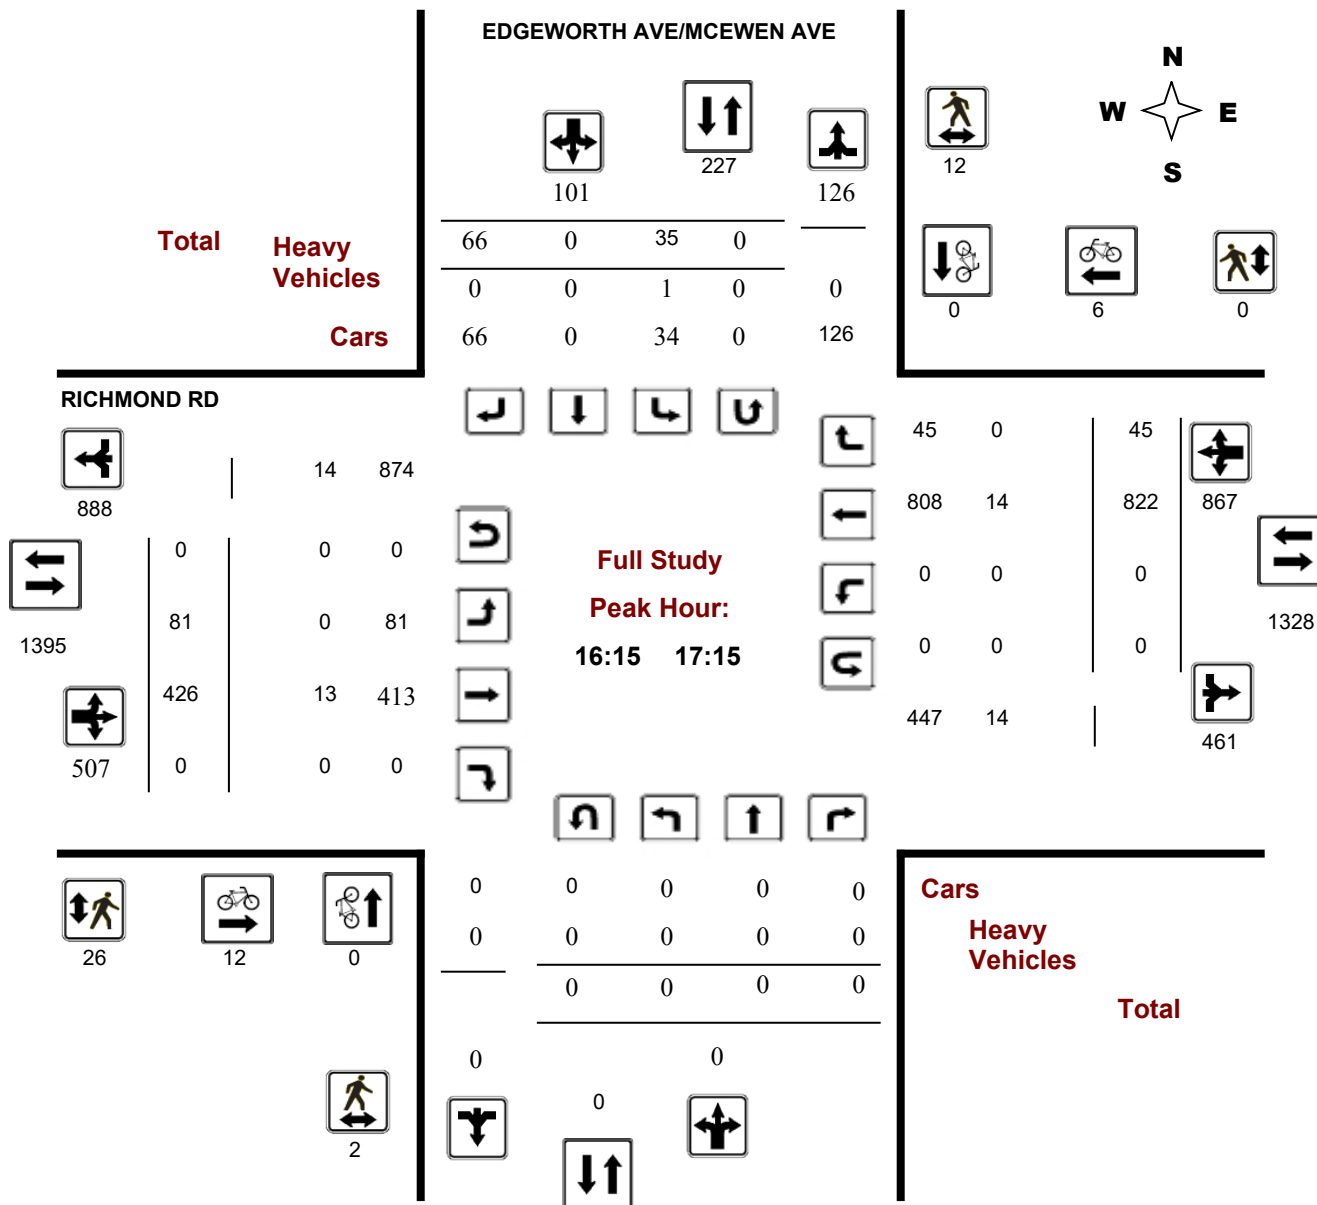 EDGEWORTH AVE/MCEWEN AVE
N
W E
S
227
12
101 126
Total Heavy Vehicles
66 0 35 0
0 0 1 0 0
Cars
66 0 34 0 126
0 6 0
RICHMOND RD
45 0 45
14 874
888
808 14 822 867
0 0 0
Full Study
0 0 0
Peak Hour:
81 0 81
1395
1328
16:15 17:15
0 0 0
426 13 413
447 14
461
507 0 0 0
0 0 0 0 0
Cars
0 0 0 0 0
Heavy
Vehicles
26 12 0
0 0 0 0
Total
0 0
0
2